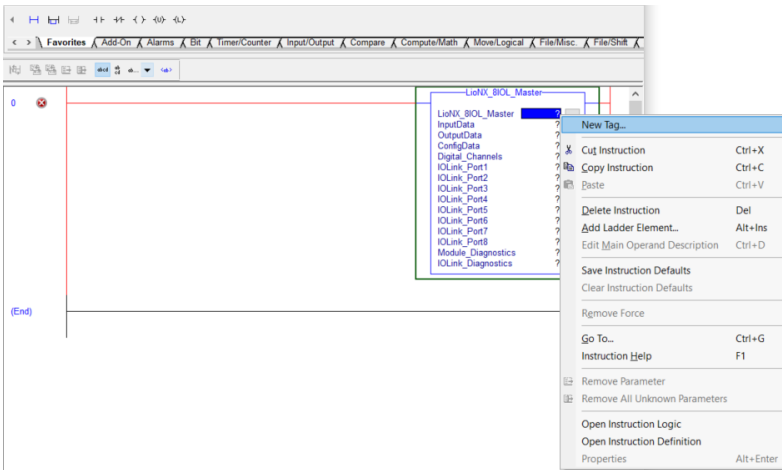 Favorites Add-On Alarms Bit Timer/Counter Input/Output Compare Compute/Math Move/Logical File/Misc. File/Shift
0
LioNX_8IOL_Master
LioNX_8IOL_Master ?
InputData ?
OutputData ?
ConfigData ?
Digital_Channels ?
IOLink_Port1 ?
IOLink_Port2 ?
IOLink_Port3 ?
IOLink_Port4 ?
IOLink_Port5 ?
IOLink_Port6 ?
IOLink_Port7 ?
IOLink_Port8 ?
Module_Diagnostics ?
IOLink_Diagnostics ?
(End)
New Tag...
Cut Instruction Ctrl+X
Copy Instruction Ctrl+C
Paste Ctrl+V
Delete Instruction Del
Add Ladder Element... Alt+Ins
Edit Main Operand Description Ctrl+D
Save Instruction Defaults
Clear Instruction Defaults
Remove Force
Go To... Ctrl+G
Instruction Help F1
Remove Parameter
Remove All Unknown Parameters
Open Instruction Logic
Open Instruction Definition
Properties Alt+Enter